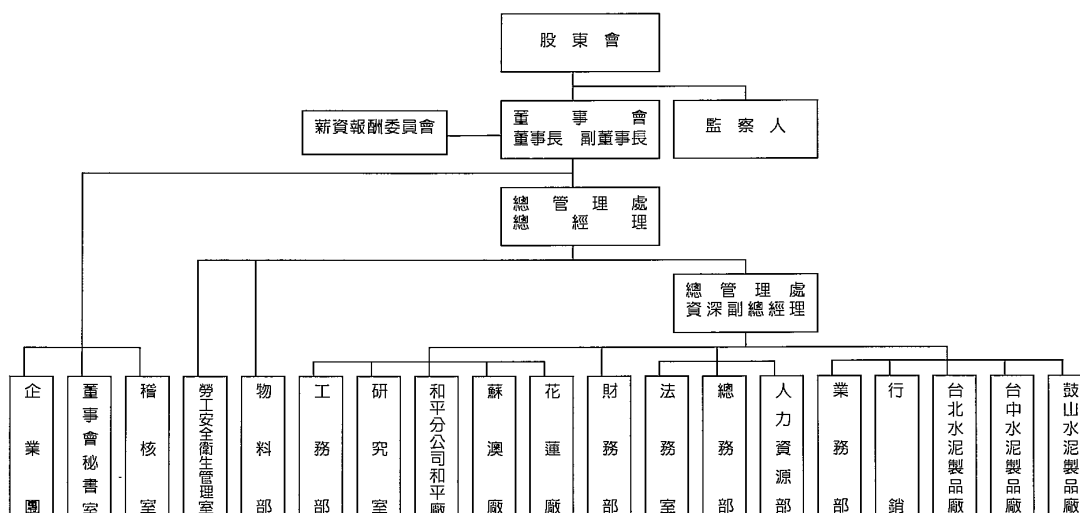 股東會
薪資報酬委員會
董事會
董事長 副董事長
監察人
總管理處
總經理
總管理處
資深副總經理
企業團
董事會秘書室
稽核室
勞工安全衛生管理室
物料部
工務部
研究室
和平分公司和平廠
蘇澳廠
花蓮廠
財務部
法務室
總務部
人力資源部
業務部
行銷
台北水泥製品廠
台中水泥製品廠
鼓山水泥製品廠